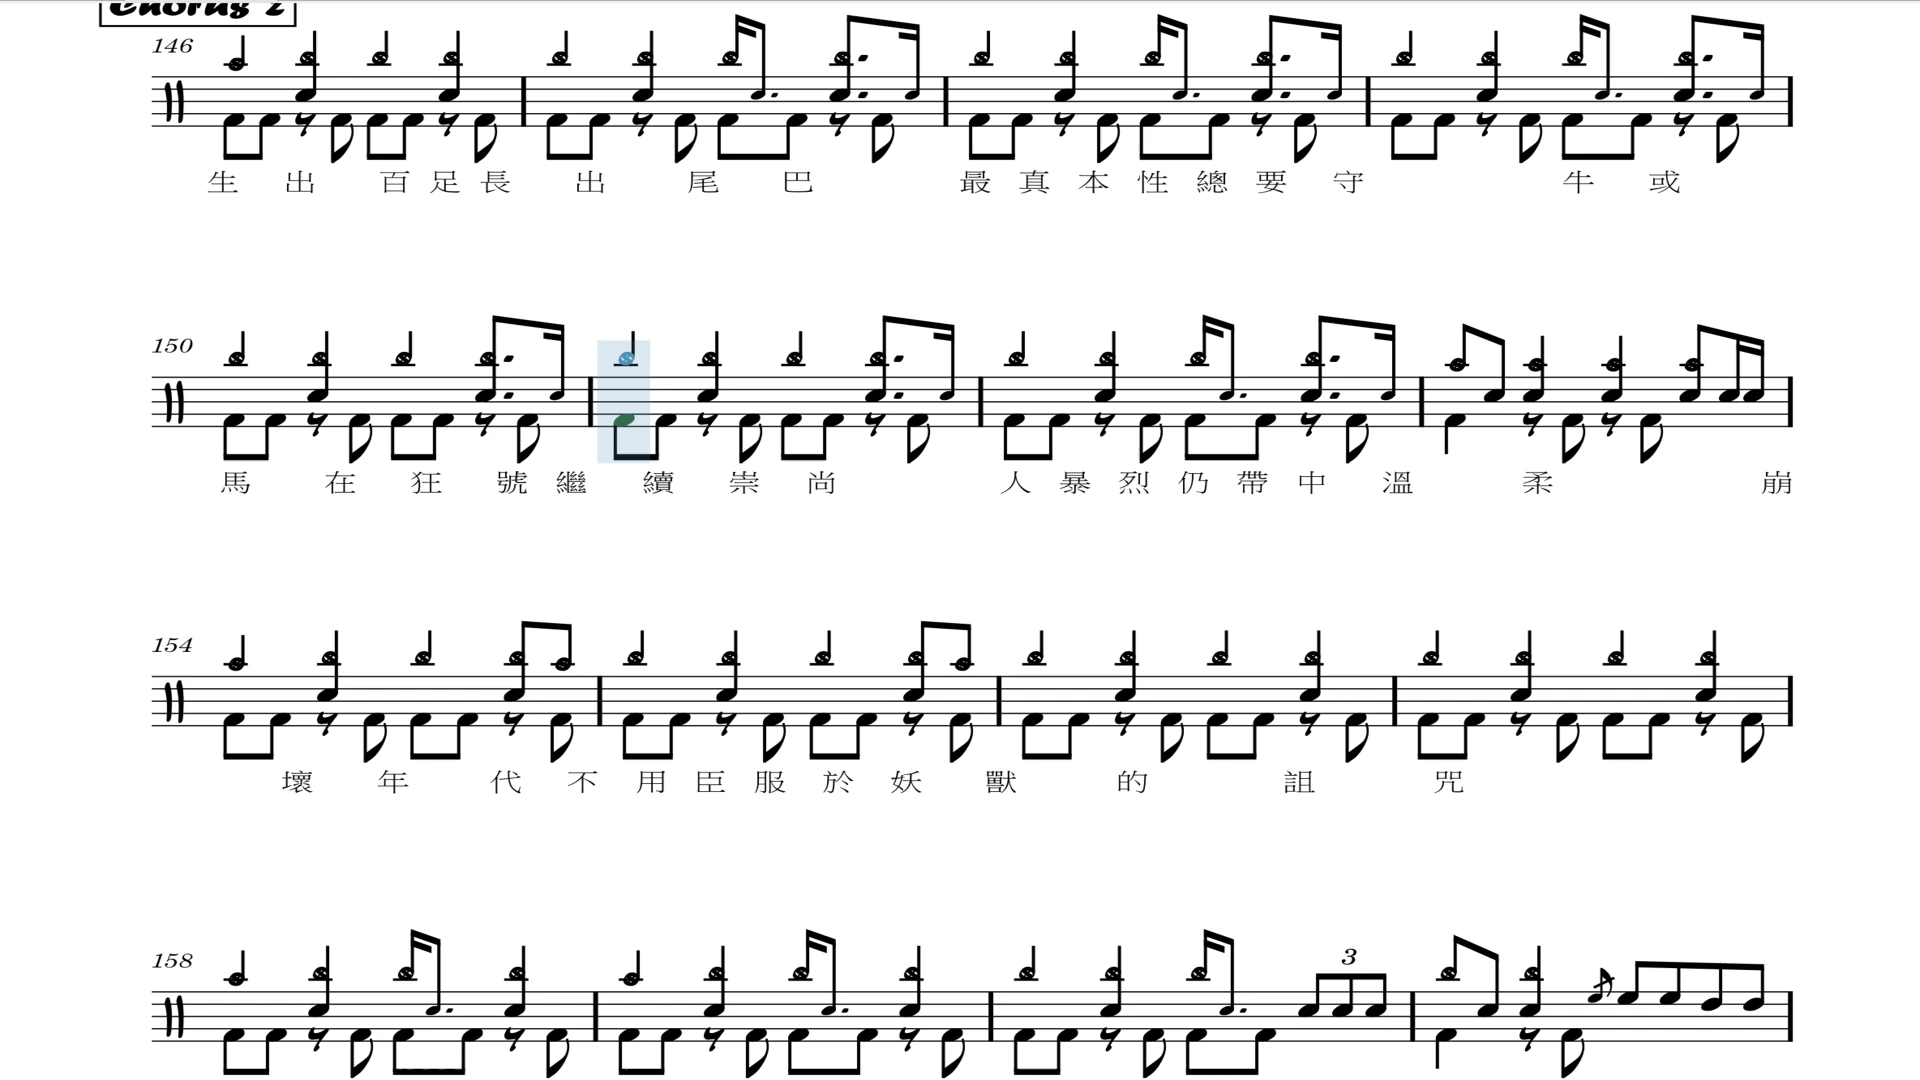 Chorus 2
146
生 出 百 足 長 出 尾 巴 最 真 本 性 總 要 守 牛 或
150
馬 在 狂 號 繼 續 崇 尚 人 暴 烈 仍 帶 中 溫 柔 崩
154
壞 年 代 不 用 臣 服 於 妖 獸 的 詛 咒
158
3